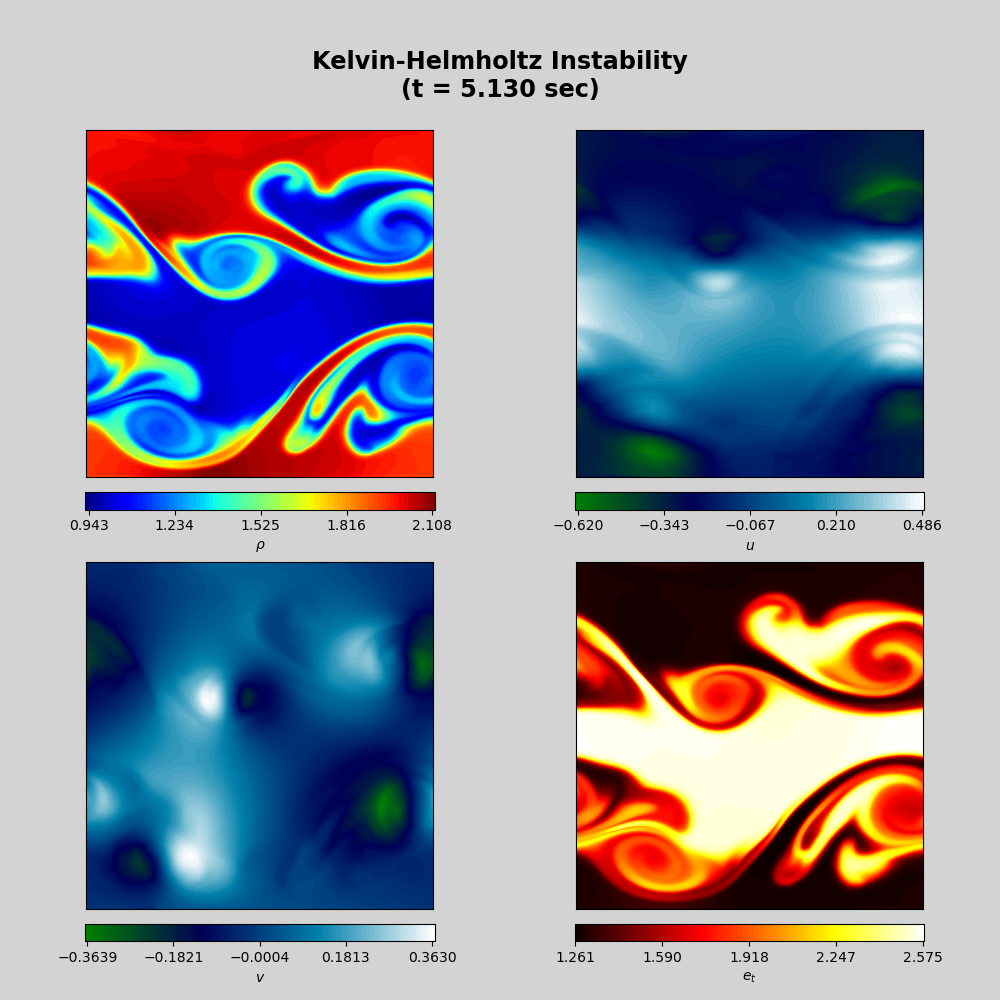 Kelvin-Helmholtz Instability
(t = 5.130 sec)
0.943 1.234 1.525 1.816 2.108
ρ
−0.620 −0.343 −0.067 0.210 0.486
u
−0.3639 −0.1821 −0.0004 0.1813 0.3630
v
1.261 1.590 1.918 2.247 2.575
eₜ